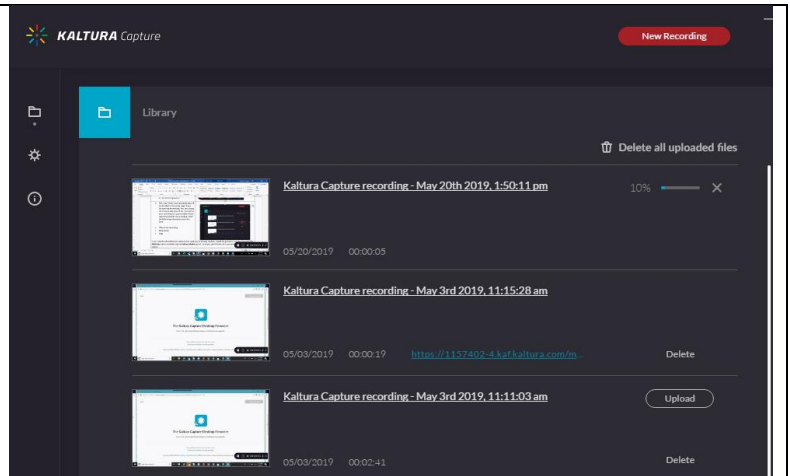 KALTURA Capture
New Recording
Library
Delete all uploaded files
Kaltura Capture recording - May 20th 2019, 1:50:11 pm
10%
05/20/2019 00:00:05
Kaltura Capture recording - May 3rd 2019, 11:15:28 am
05/03/2019 00:00:19 https://1157402-4.kaf.kaltura.com/m... Delete
Kaltura Capture recording - May 3rd 2019, 11:11:03 am
Upload
05/03/2019 00:02:41 Delete